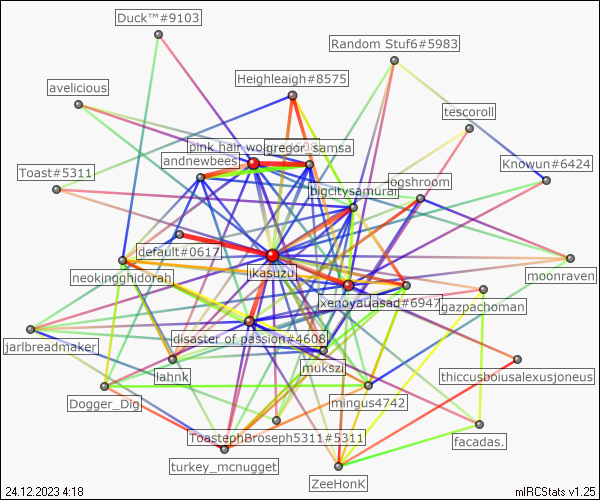 Duck™#9103
Random Stuf6#5983
Heighleaigh#8575
avelicious
tescoroll
pink hair wo
gregor_samsa
andnewbees
Knowun#6424
Toast#5311
bigcitysamurai
ogshroom
default#0617
ikasuzu
neokingghidorah
moonraven
xenoyad
asad#6947
gazpachoman
disaster of passion#4608
jarlbreadmaker
mukszi
lahnk
thiccusboiusalexusjoneus
Dogger_Dig
mingus4742
ToastephBroseph5311#5311
facadas.
turkey_mcnugget
ZeeHonK
24.12.2023 4:18
mIRCStats v1.25